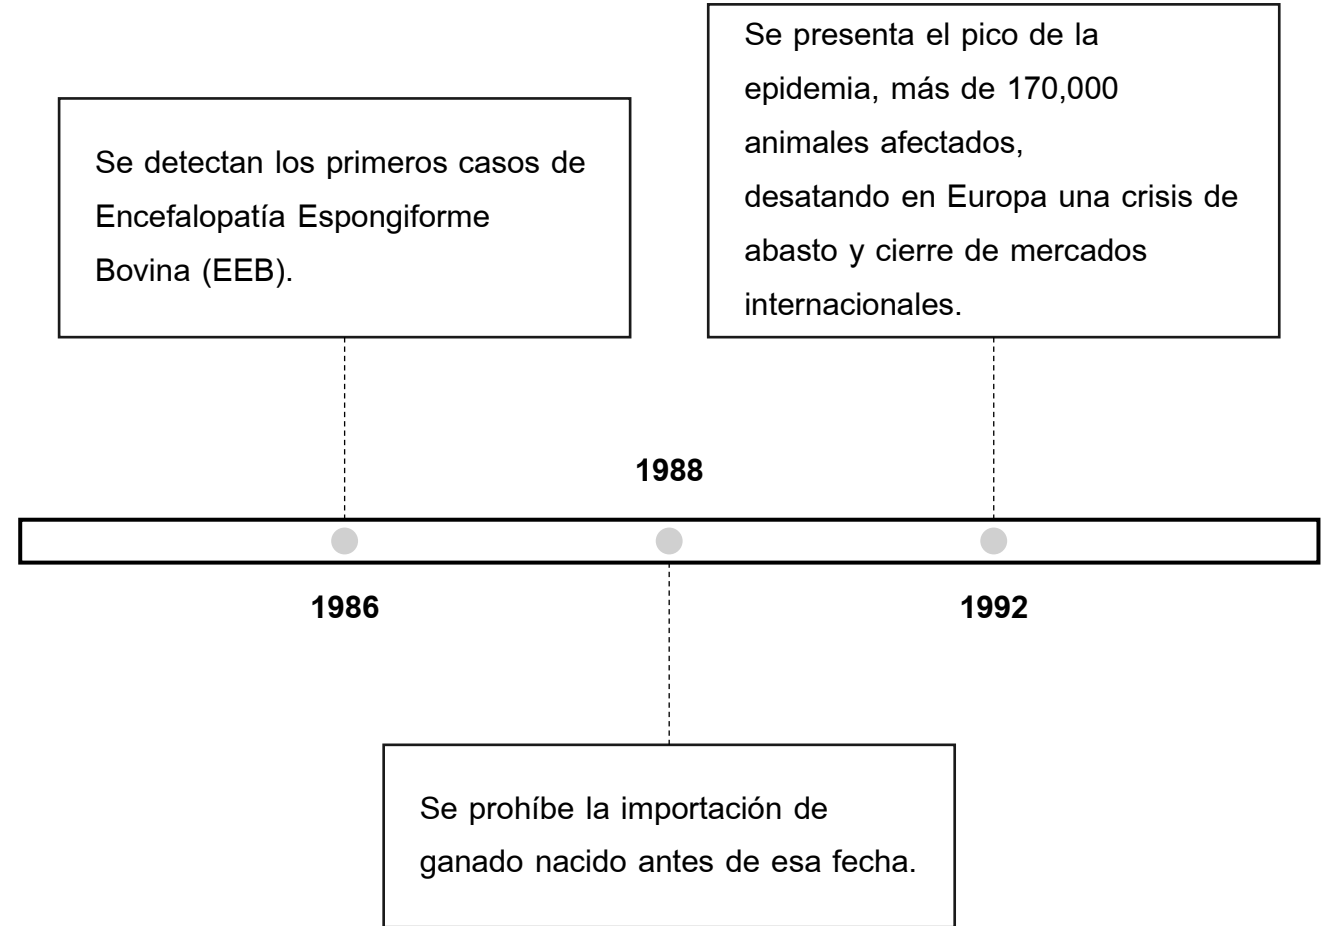 Se detectan los primeros casos de
Encefalopatía Espongiforme
Bovina (EEB).
1986
1988
Se prohíbe la importación de
ganado nacido antes de esa fecha.
Se presenta el pico de la
epidemia, más de 170,000
animales afectados,
desatando en Europa una crisis de
abasto y cierre de mercados
internacionales.
1992